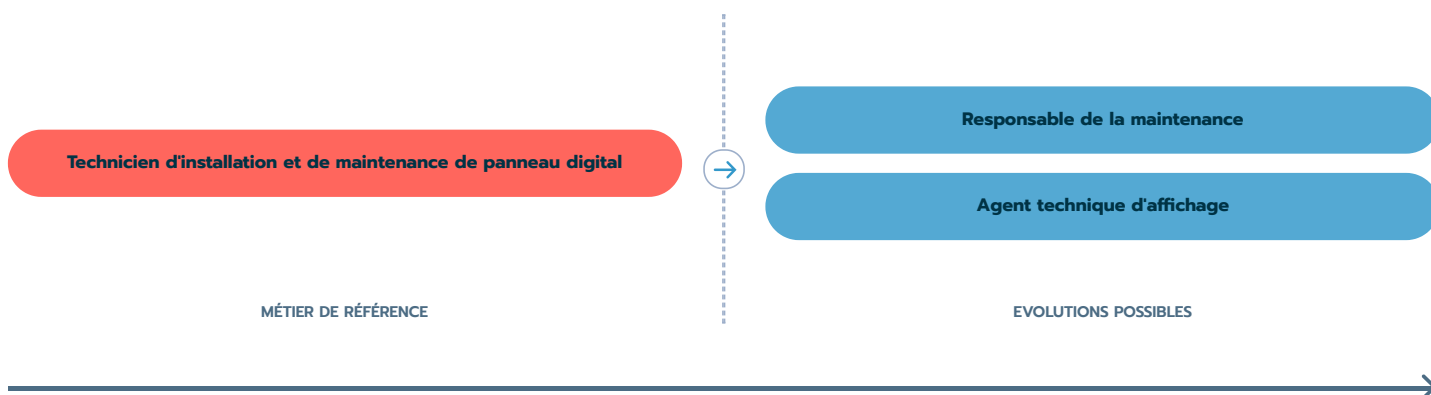 Technicien d'installation et de maintenance de panneau digital
Responsable de la maintenance
Agent technique d'affichage
MÉTIER DE RÉFÉRENCE
EVOLUTIONS POSSIBLES